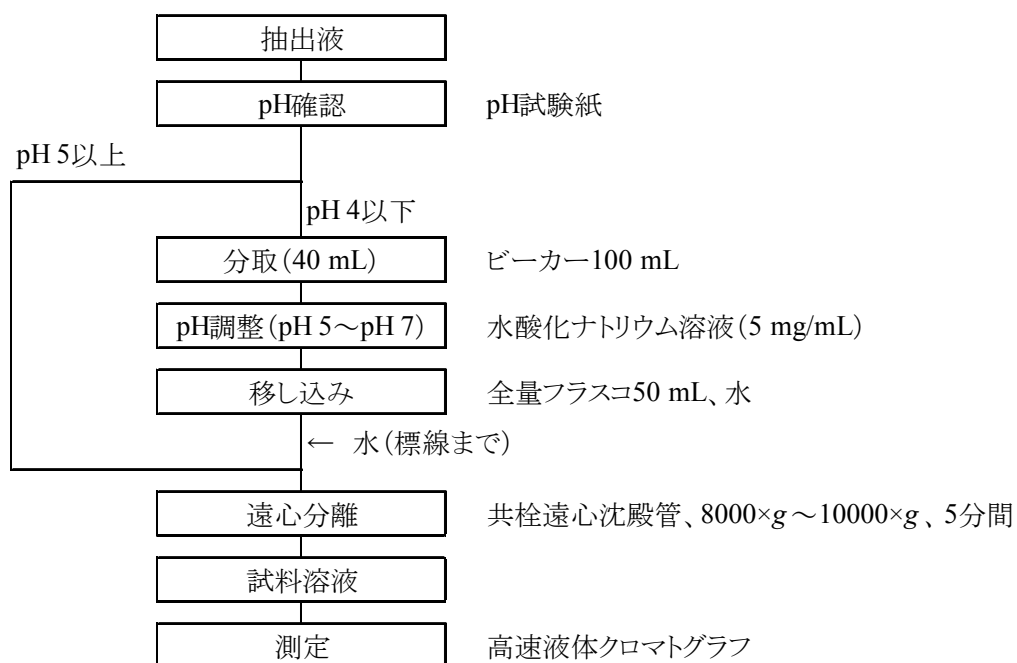 抽出液
pH確認 pH試験紙
pH 5以上
pH 4以下
分取(40 mL) ビーカー100 mL
pH調整(pH 5~pH 7) 水酸化ナトリウム溶液(5 mg/mL)
移し込み 全量フラスコ50 mL、水
← 水(標線まで)
遠心分離 共栓遠心沈殿管、8000×g~10000×g、5分間
試料溶液
測定 高速液体クロマトグラフ